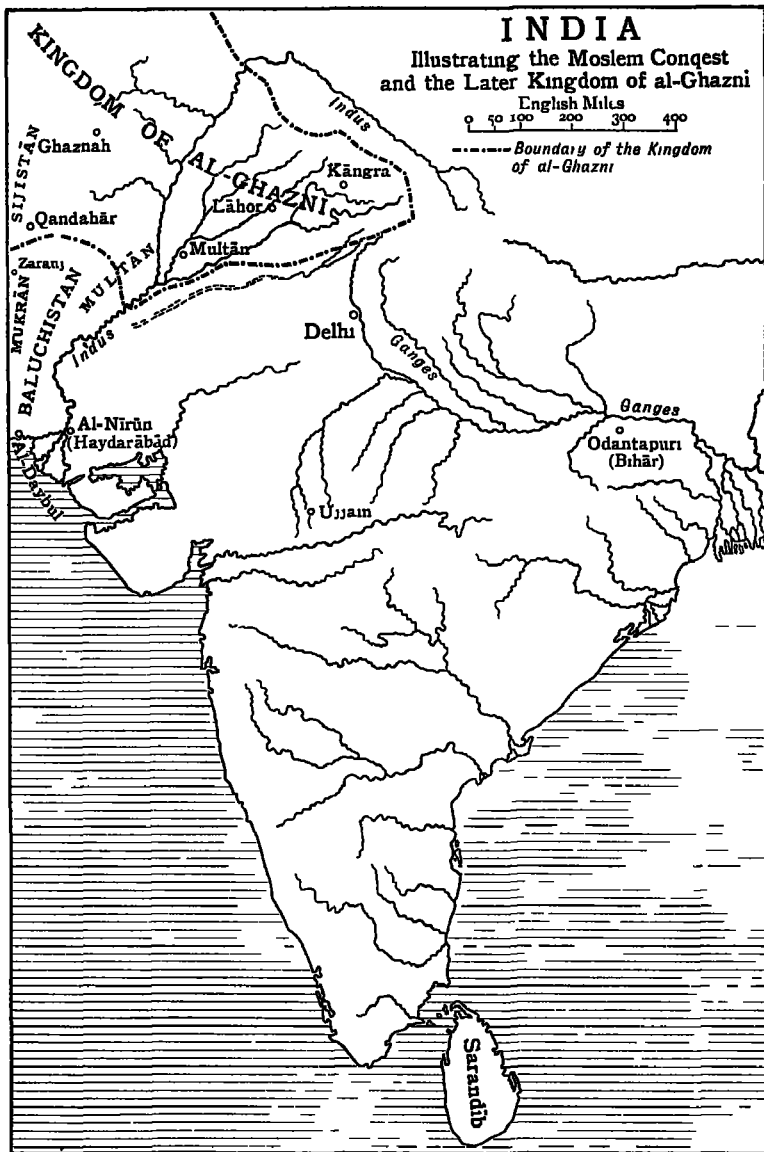 INDIA
Illustrating the Moslem Conqest
and the Later Kingdom of al-Ghazni
English Miles
0 50 100 200 300 400
Boundary of the Kingdom
of al-Ghazni
KINGDOM OF AL-GHAZNI
Indus
Ghaznah
SIJISTĀN
Kāngra
Lāhor
Qandahār
Multān
MULTĀN
Zaranj
MUKRĀN
BALUCHISTAN
Indus
Delhi
Ganges
Ganges
Al-Nīrūn
(Haydarābād)
Al-Daybul
Odantapuri
(Bihār)
Ujjain
Sarandīb